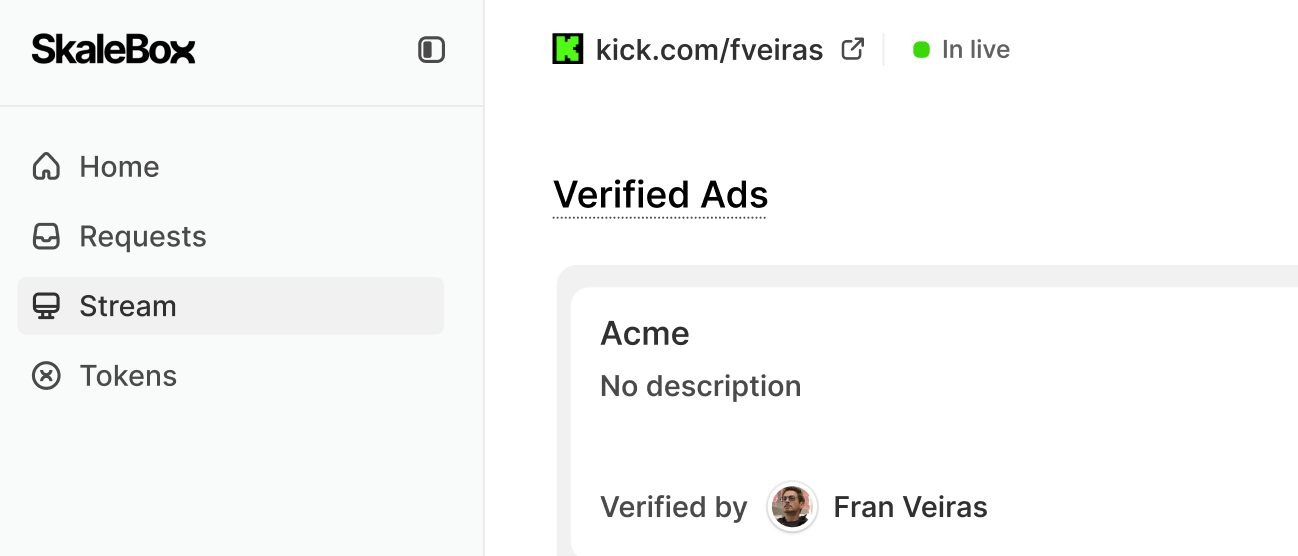 SkaleBox
kick.com/fveiras
In live
Home
Requests
Stream
Tokens
Verified Ads
Acme
No description
Verified by Fran Veiras